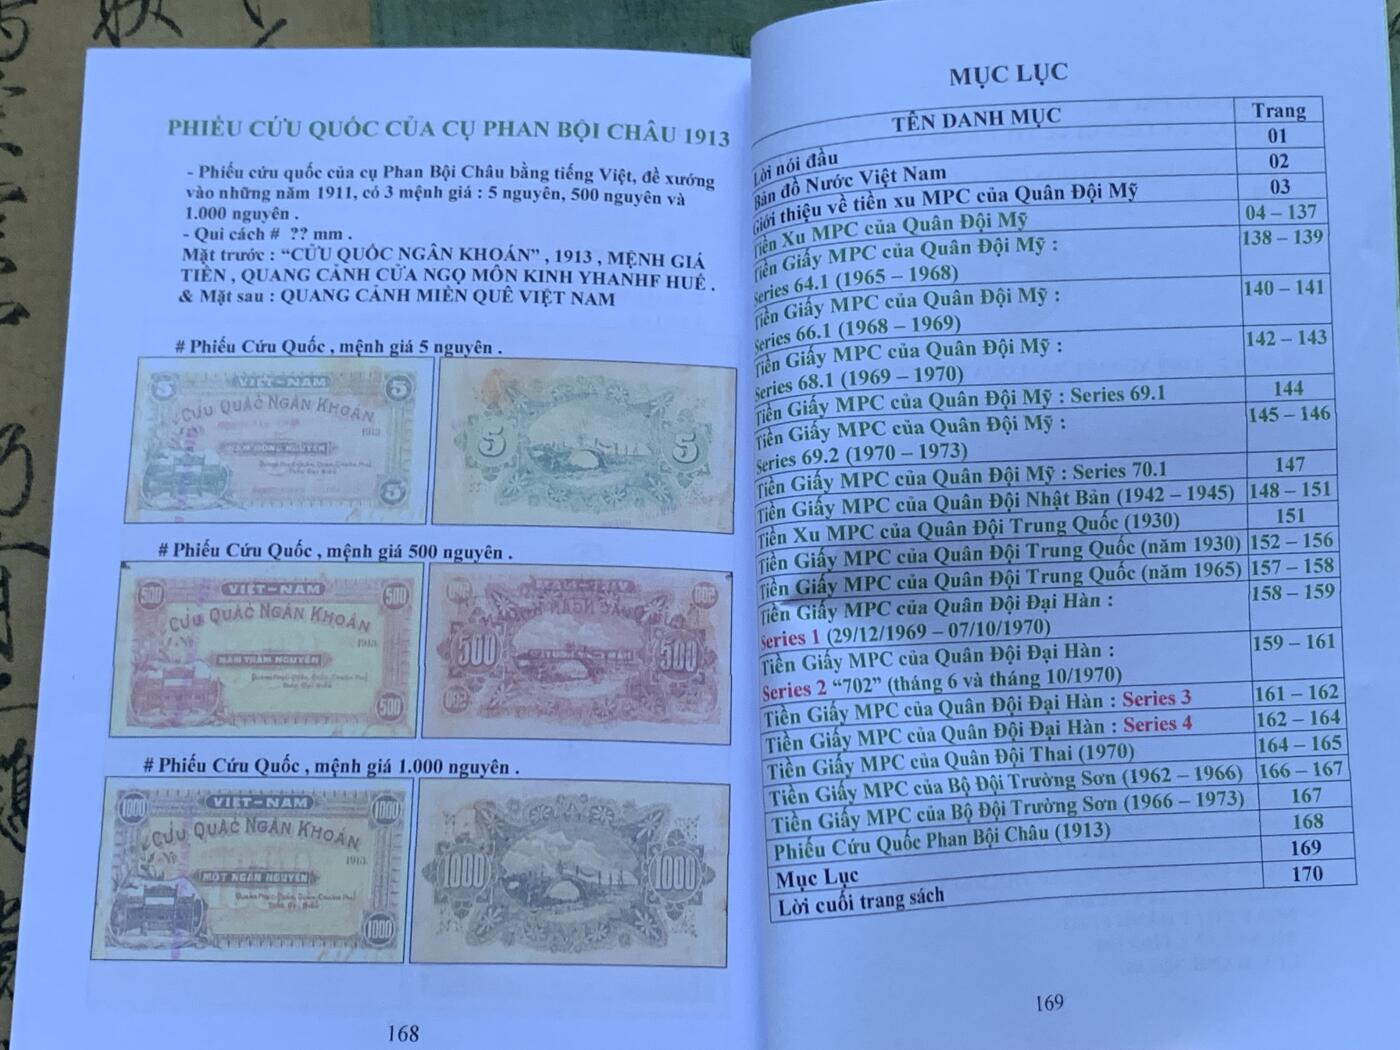 PHIẾU CỨU QUỐC CỦA CỤ PHAN BỘI CHÂU 1913
- Phiếu cứu quốc của cụ Phan Bội Châu bằng tiếng Việt, đề xướng
vào những năm 1911, có 3 mệnh giá : 5 nguyên, 500 nguyên và
1.000 nguyên .
- Qui cách # ?? mm .
Mặt trước : “CỬU QUỐC NGÂN KHOÁN” , 1913 , MỆNH GIÁ
TIỀN , QUANG CẢNH CỬA NGỌ MÔN KINH YHANHF HUẾ .
& Mặt sau : QUANG CẢNH MIỀN QUÊ VIỆT NAM
# Phiếu Cứu Quốc , mệnh giá 5 nguyên .
5 VIỆT-NAM 5
CỨU QUẤC NGÂN KHOÁN
1913.
5
5 5
# Phiếu Cứu Quốc , mệnh giá 500 nguyên .
500 VIỆT-NAM 500
CỨU QUẤC NGÂN KHOÁN
1913.
NĂM TRĂM NGUYÊN
500
500 500
# Phiếu Cứu Quốc , mệnh giá 1.000 nguyên .
1000 VIỆT-NAM 1000
CỨU QUẤC NGÂN KHOÁN
1913.
MỘT NGÀN NGUYÊN
1000
1000 1000
168
MỤC LỤC
TÊN DANH MỤC Trang
Lời nói đầu 01
Bản đồ Nước Việt Nam 02
Giới thiệu về tiền xu MPC của Quân Đội Mỹ 03
Tiền Xu MPC của Quân Đội Mỹ 04 – 137
Tiền Giấy MPC của Quân Đội Mỹ : 138 – 139
Series 64.1 (1965 – 1968)
Tiền Giấy MPC của Quân Đội Mỹ : 140 – 141
Series 66.1 (1968 – 1969)
Tiền Giấy MPC của Quân Đội Mỹ : 142 – 143
Series 68.1 (1969 – 1970)
Tiền Giấy MPC của Quân Đội Mỹ : Series 69.1 144
Tiền Giấy MPC của Quân Đội Mỹ : 145 – 146
Series 69.2 (1970 – 1973)
Tiền Giấy MPC của Quân Đội Mỹ : Series 70.1 147
Tiền Giấy MPC của Quân Đội Nhật Bản (1942 – 1945) 148 – 151
Tiền Xu MPC của Quân Đội Trung Quốc (1930) 151
Tiền Giấy MPC của Quân Đội Trung Quốc (năm 1930) 152 – 156
Tiền Giấy MPC của Quân Đội Trung Quốc (năm 1965) 157 – 158
Tiền Giấy MPC của Quân Đội Đại Hàn : 158 – 159
Series 1 (29/12/1969 – 07/10/1970)
Tiền Giấy MPC của Quân Đội Đại Hàn : 159 – 161
Series 2 “702” (tháng 6 và tháng 10/1970)
Tiền Giấy MPC của Quân Đội Đại Hàn : Series 3 161 – 162
Tiền Giấy MPC của Quân Đội Đại Hàn : Series 4 162 – 164
Tiền Giấy MPC của Quân Đội Thai (1970) 164 – 165
Tiền Giấy MPC của Bộ Đội Trường Sơn (1962 – 1966) 166 – 167
Tiền Giấy MPC của Bộ Đội Trường Sơn (1966 – 1973) 167
Phiếu Cứu Quốc Phan Bội Châu (1913) 168
Mục Lục 169
Lời cuối trang sách 170
169